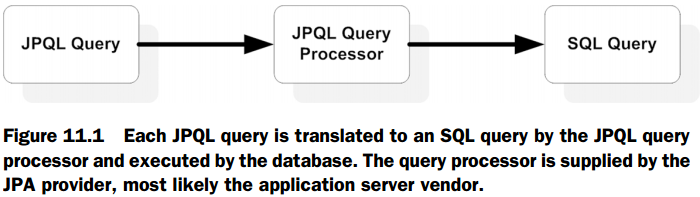 JPQL Query
JPQL Query
Processor
SQL Query
Figure 11.1 Each JPQL query is translated to an SQL query by the JPQL query
processor and executed by the database. The query processor is supplied by the
JPA provider, most likely the application server vendor.